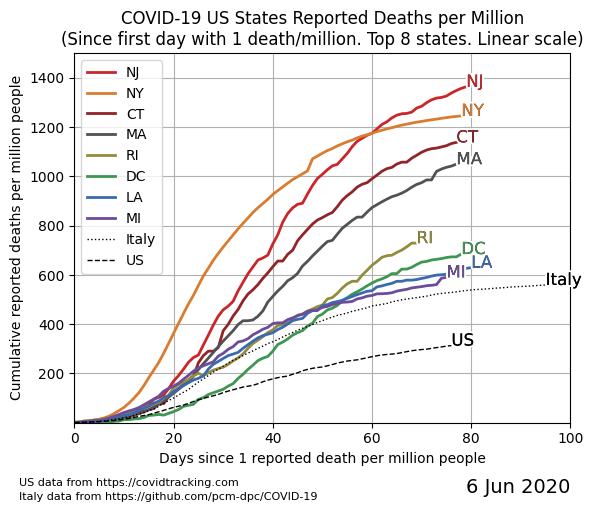 COVID-19 US States Reported Deaths per Million
(Since first day with 1 death/million. Top 8 states. Linear scale)
Cumulative reported deaths per million people
1400
1200
1000
800
600
400
200
NJ
NY
CT
MA
RI
DC
LA
MI
Italy
US
NJ
NY
CT
MA
RI
DC
LA
MI
Italy
US
0
20
40
60
80
100
Days since 1 reported death per million people
US data from https://covidtracking.com
Italy data from https://github.com/pcm-dpc/COVID-19
6 Jun 2020